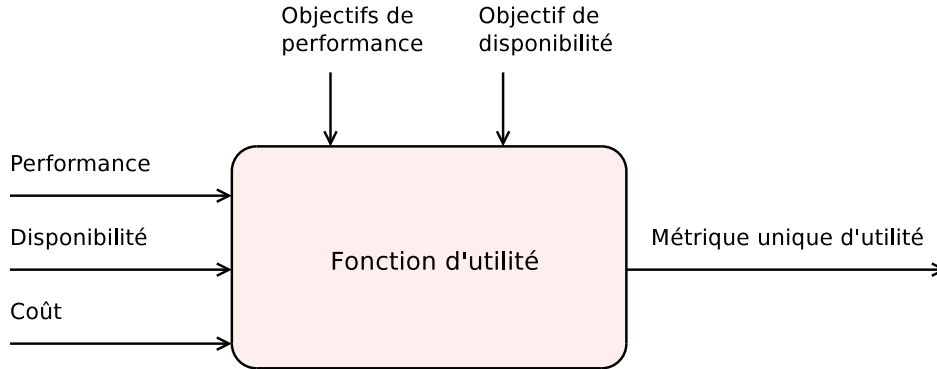 Objectifs de
performance
Objectif de
disponibilité
Performance
Disponibilité
Coût
Fonction d'utilité
Métrique unique d'utilité